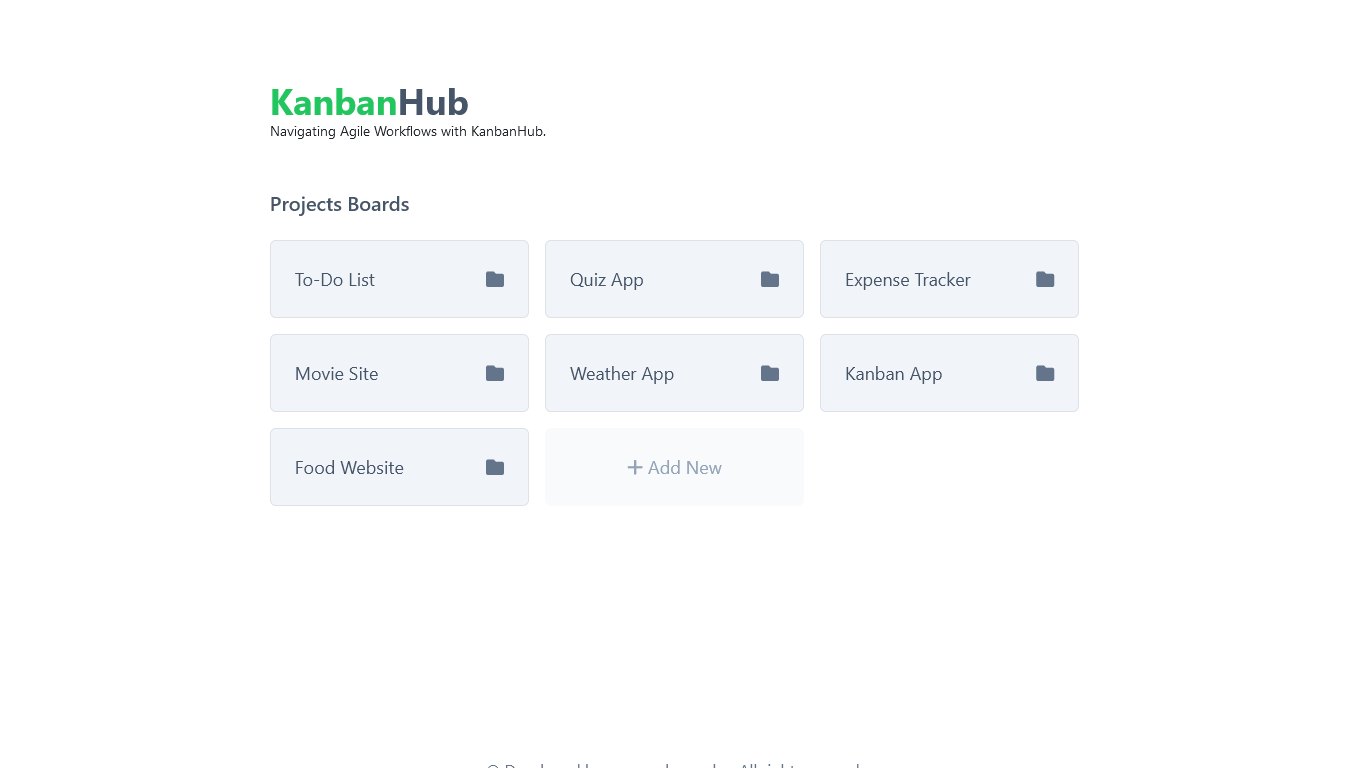 KanbanHub
Navigating Agile Workflows with KanbanHub.
Projects Boards
To-Do List
Quiz App
Expense Tracker
Movie Site
Weather App
Kanban App
Food Website
+ Add New